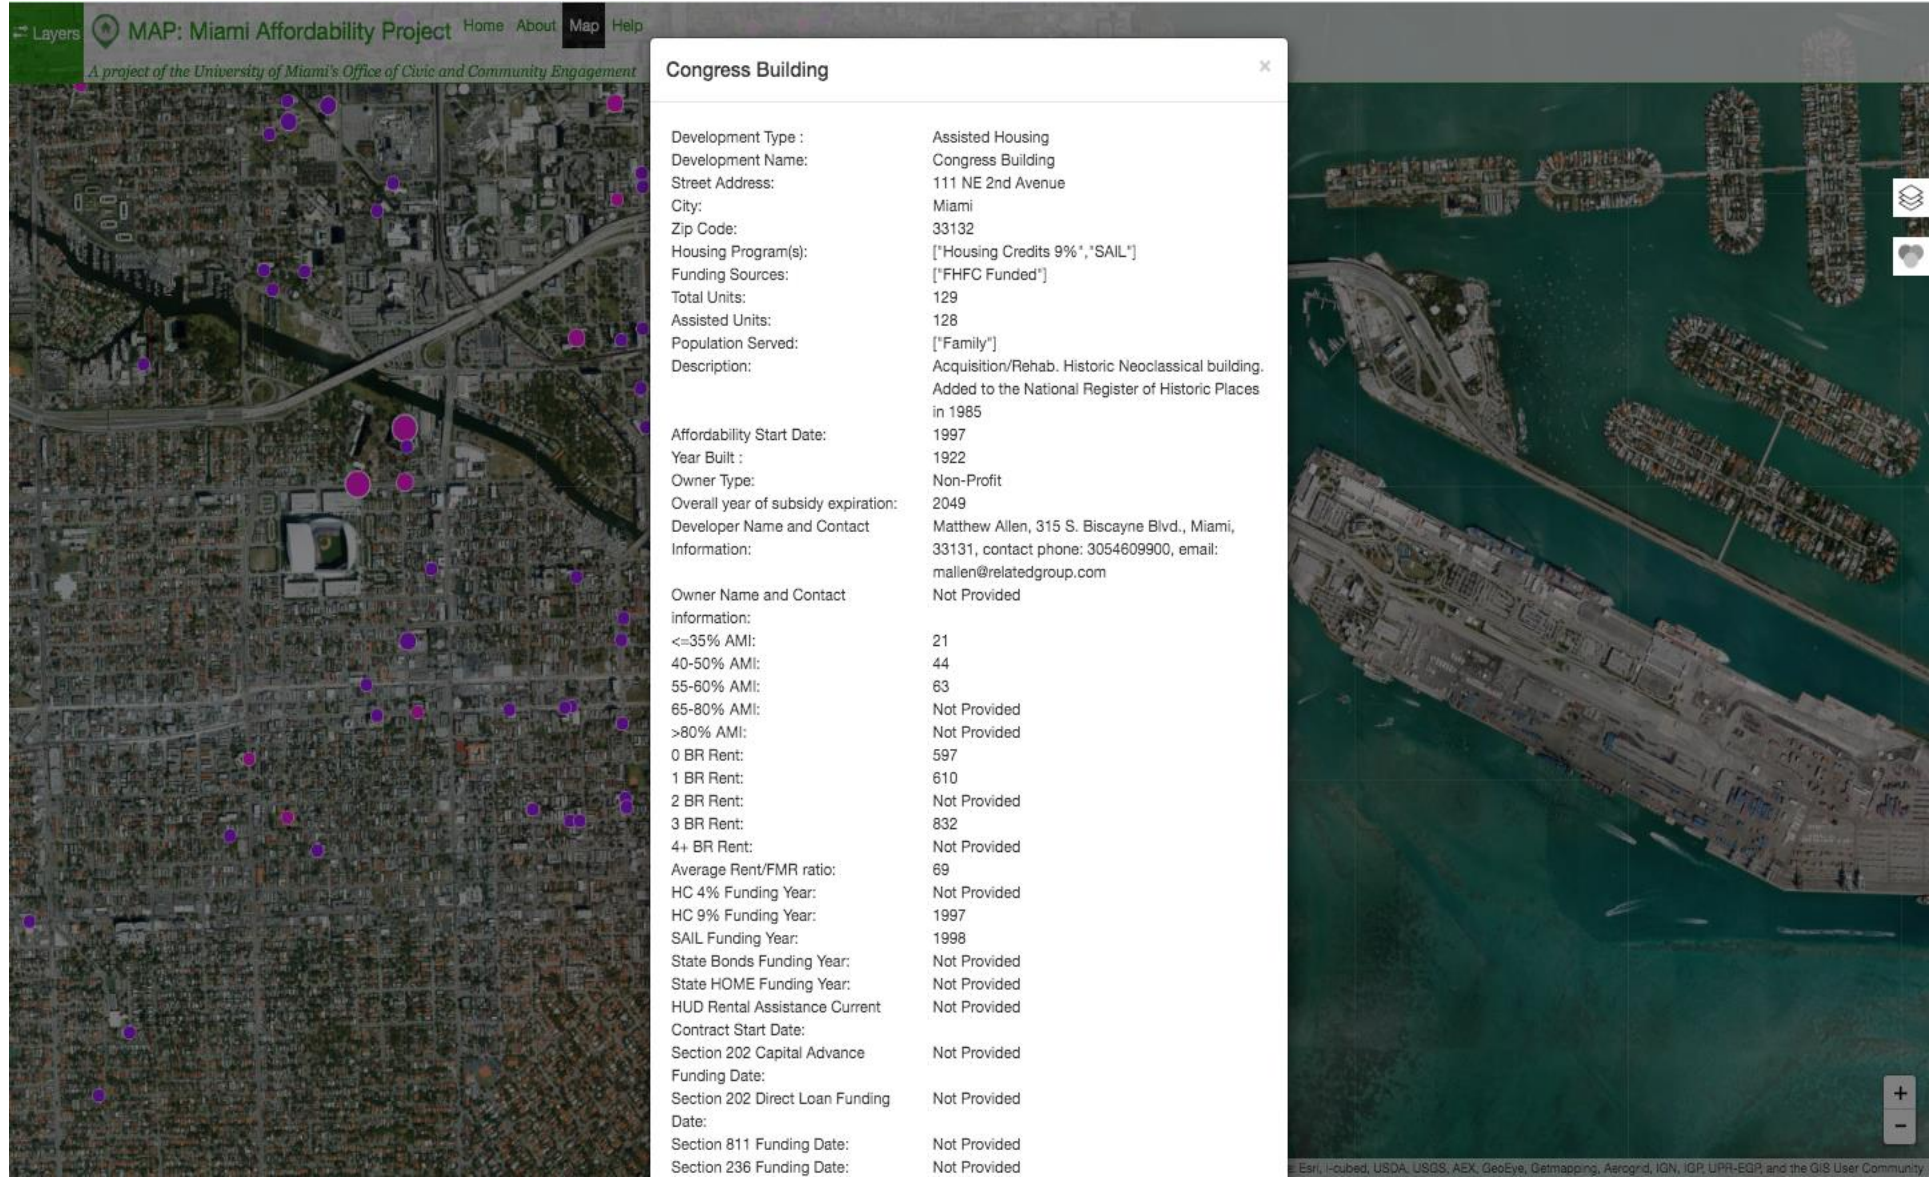 Layers
MAP: Miami Affordability Project Home About Map Help
A project of the University of Miami's Office of Civic and Community Engagement
Congress Building ×
Development Type : Assisted Housing
Development Name: Congress Building
Street Address: 111 NE 2nd Avenue
City: Miami
Zip Code: 33132
Housing Program(s): ["Housing Credits 9%","SAIL"]
Funding Sources: ["FHFC Funded"]
Total Units: 129
Assisted Units: 128
Population Served: ["Family"]
Description: Acquisition/Rehab. Historic Neoclassical building.
Added to the National Register of Historic Places
in 1985
Affordability Start Date: 1997
Year Built : 1922
Owner Type: Non-Profit
Overall year of subsidy expiration: 2049
Developer Name and Contact Matthew Allen, 315 S. Biscayne Blvd., Miami,
Information: 33131, contact phone: 3054609900, email:
mallen@relatedgroup.com
Owner Name and Contact Not Provided
information:
<=35% AMI: 21
40-50% AMI: 44
55-60% AMI: 63
65-80% AMI: Not Provided
>80% AMI: Not Provided
0 BR Rent: 597
1 BR Rent: 610
2 BR Rent: Not Provided
3 BR Rent: 832
4+ BR Rent: Not Provided
Average Rent/FMR ratio: 69
HC 4% Funding Year: Not Provided
HC 9% Funding Year: 1997
SAIL Funding Year: 1998
State Bonds Funding Year: Not Provided
State HOME Funding Year: Not Provided
HUD Rental Assistance Current Not Provided
Contract Start Date:
Section 202 Capital Advance Not Provided
Funding Date:
Section 202 Direct Loan Funding Not Provided
Date:
Section 811 Funding Date: Not Provided
Section 236 Funding Date: Not Provided
+
−
Esri, i-cubed, USDA, USGS, AEX, GeoEye, Getmapping, Aerogrid, IGN, IGP, UPR-EGP, and the GIS User Community